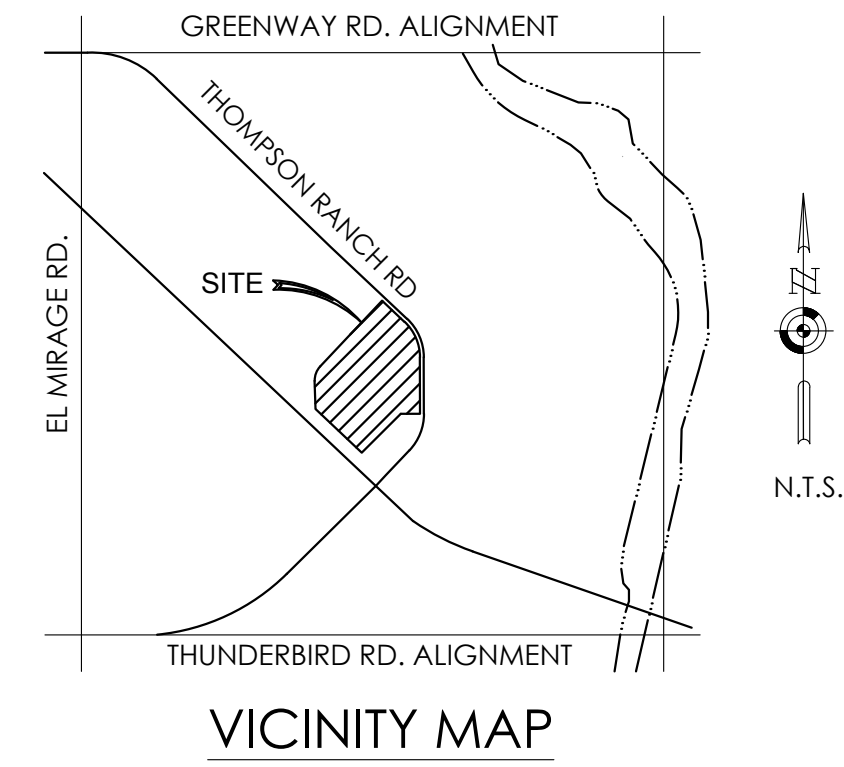 GREENWAY RD. ALIGNMENT
THOMPSON RANCH RD
SITE
EL MIRAGE RD.
N
N.T.S.
THUNDERBIRD RD. ALIGNMENT
VICINITY MAP